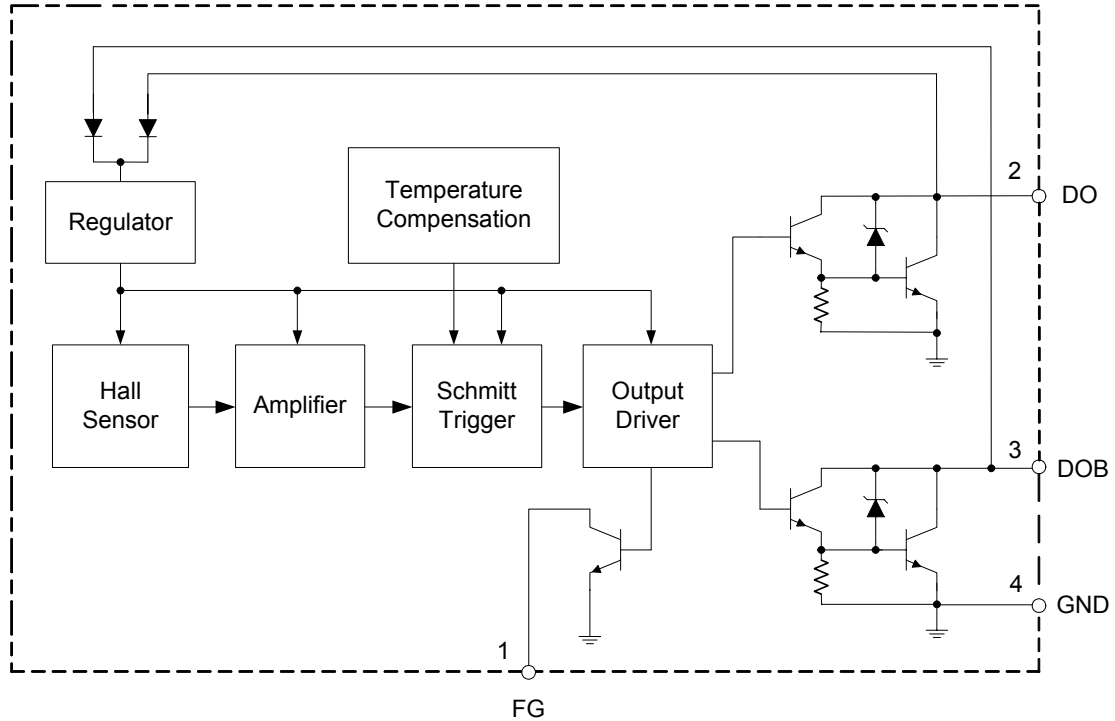 Regulator
Temperature
Compensation
2
DO
Hall
Sensor
Amplifier
Schmitt
Trigger
Output
Driver
3
DOB
4
GND
1
FG